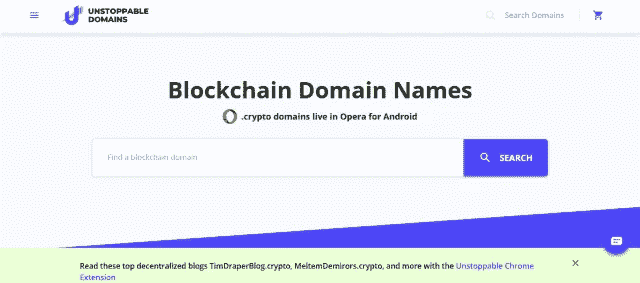 UNSTOPPABLE
DOMAINS
Search Domains
Blockchain Domain Names
.crypto domains live in Opera for Android
Find a blockchain domain
SEARCH
Read these top decentralized blogs TimDraperBlog.crypto, MeltemDemirors.crypto, and more with the Unstoppable Chrome
Extension